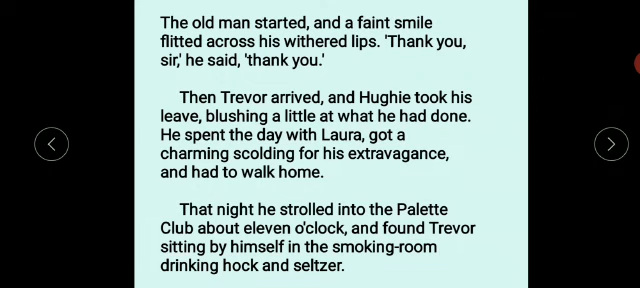 The old man started, and a faint smile
flitted across his withered lips. 'Thank you,
sir,' he said, 'thank you.'
Then Trevor arrived, and Hughie took his
leave, blushing a little at what he had done.
He spent the day with Laura, got a
charming scolding for his extravagance,
and had to walk home.
That night he strolled into the Palette
Club about eleven o'clock, and found Trevor
sitting by himself in the smoking-room
drinking hock and seltzer.